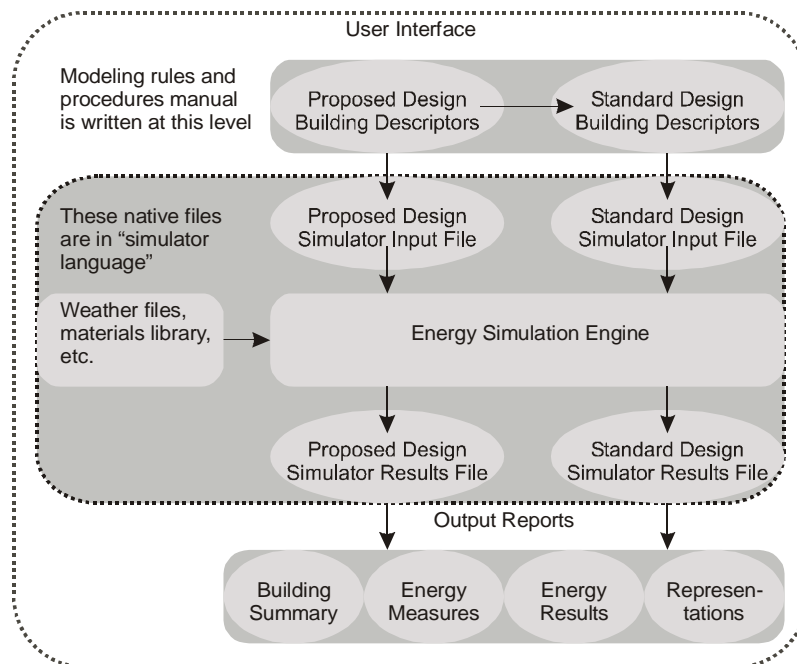 User Interface
Modeling rules and
procedures manual
is written at this level
Proposed Design
Building Descriptors
Standard Design
Building Descriptors
These native files
are in “simulator
language”
Proposed Design
Simulator Input File
Standard Design
Simulator Input File
Weather files,
materials library,
etc.
Energy Simulation Engine
Proposed Design
Simulator Results File
Standard Design
Simulator Results File
Output Reports
Building
Summary
Energy
Measures
Energy
Results
Represen-
tations